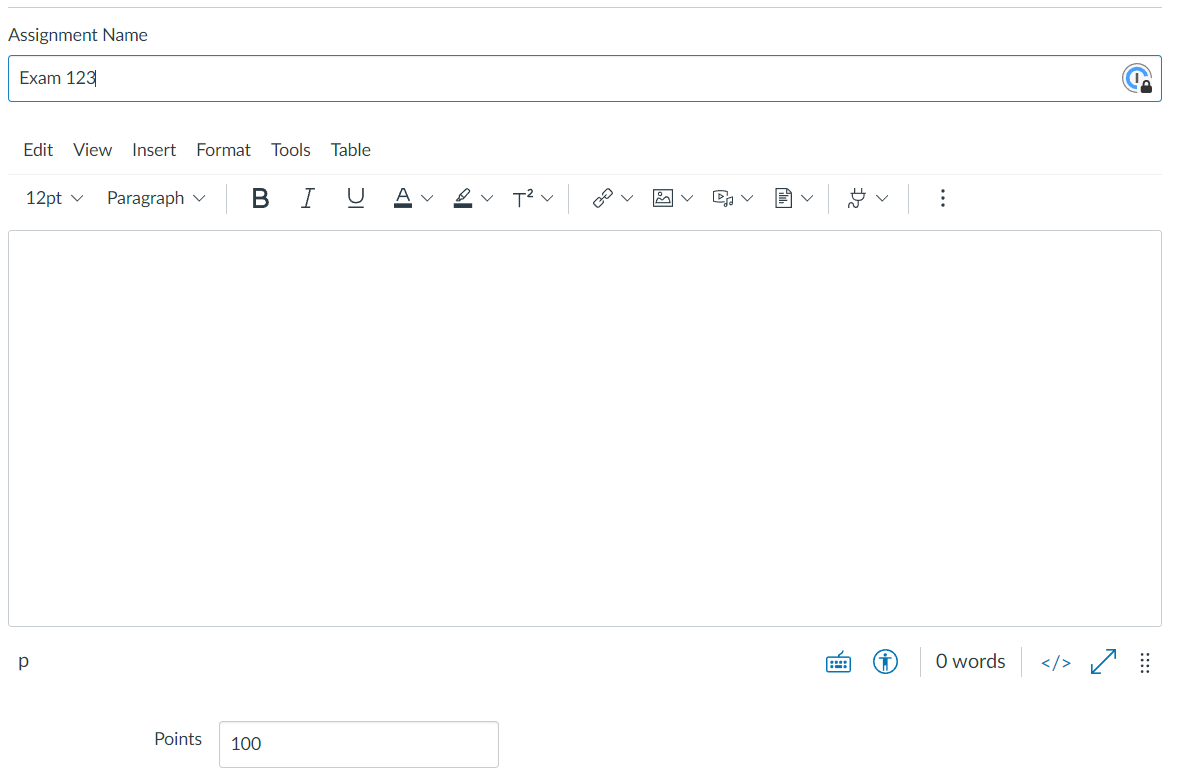 Assignment Name
Exam 123
Edit View Insert Format Tools Table
12pt Paragraph B I U A T²
p 0 words </>
Points 100